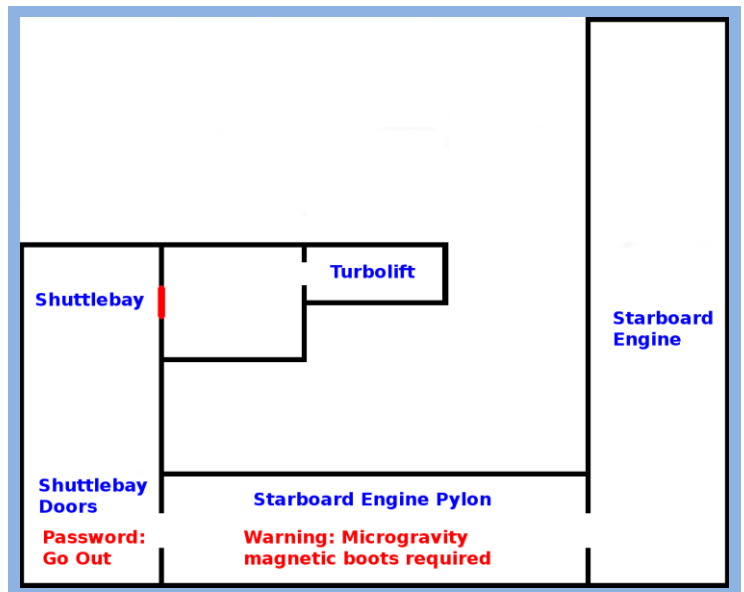 Turbolift
Shuttlebay
Starboard
Engine
Shuttlebay
Doors
Starboard Engine Pylon
Password:
Go Out
Warning: Microgravity
magnetic boots required